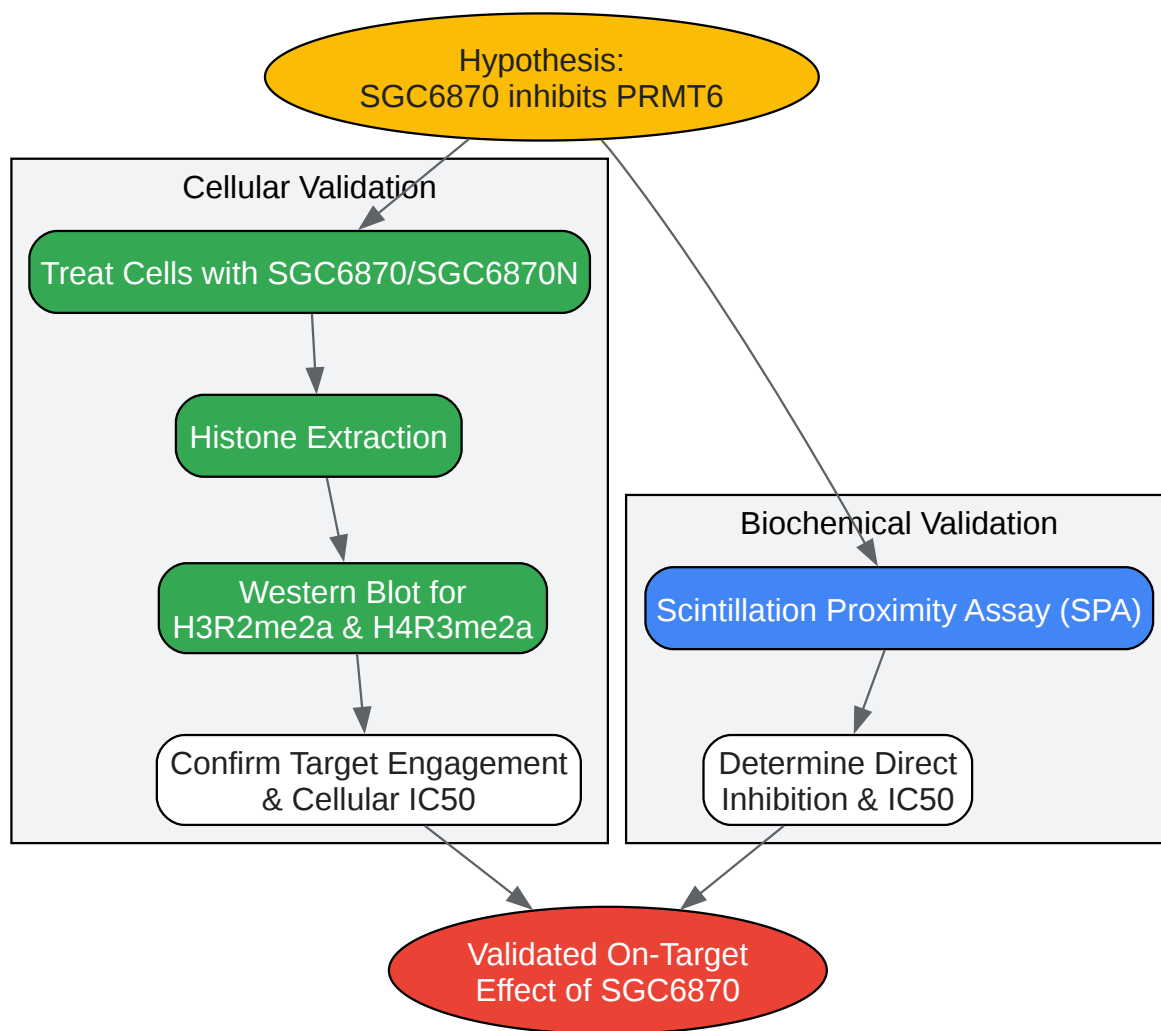 Hypothesis:
SGC6870 inhibits PRMT6
Cellular Validation
Treat Cells with SGC6870/SGC6870N
Histone Extraction
Western Blot for
H3R2me2a & H4R3me2a
Confirm Target Engagement
& Cellular IC50
Biochemical Validation
Scintillation Proximity Assay (SPA)
Determine Direct
Inhibition & IC50
Validated On-Target
Effect of SGC6870